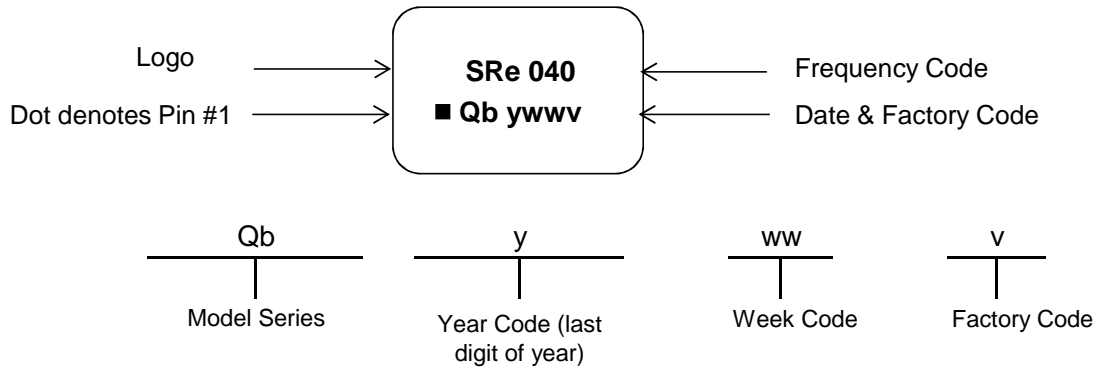 Logo
SRe 040
Frequency Code
Dot denotes Pin #1
■ Qb ywwv
Date & Factory Code
Qb
y
ww
v
Model Series
Year Code (last
digit of year)
Week Code
Factory Code